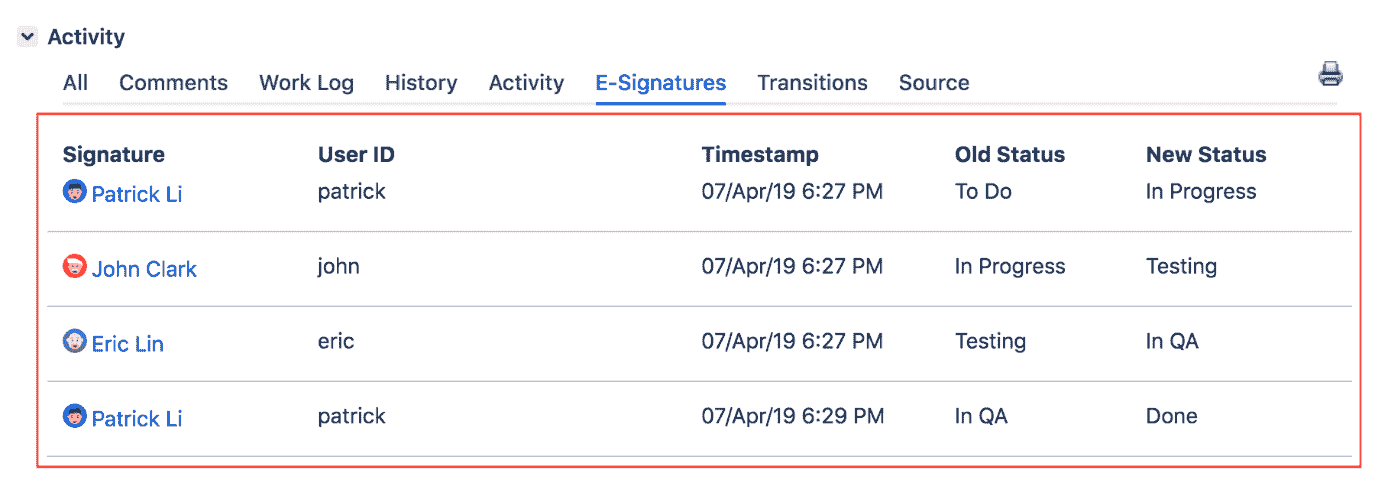 Activity
All Comments Work Log History Activity E-Signatures Transitions Source
Signature User ID Timestamp Old Status New Status
Patrick Li patrick 07/Apr/19 6:27 PM To Do In Progress
John Clark john 07/Apr/19 6:27 PM In Progress Testing
Eric Lin eric 07/Apr/19 6:27 PM Testing In QA
Patrick Li patrick 07/Apr/19 6:29 PM In QA Done